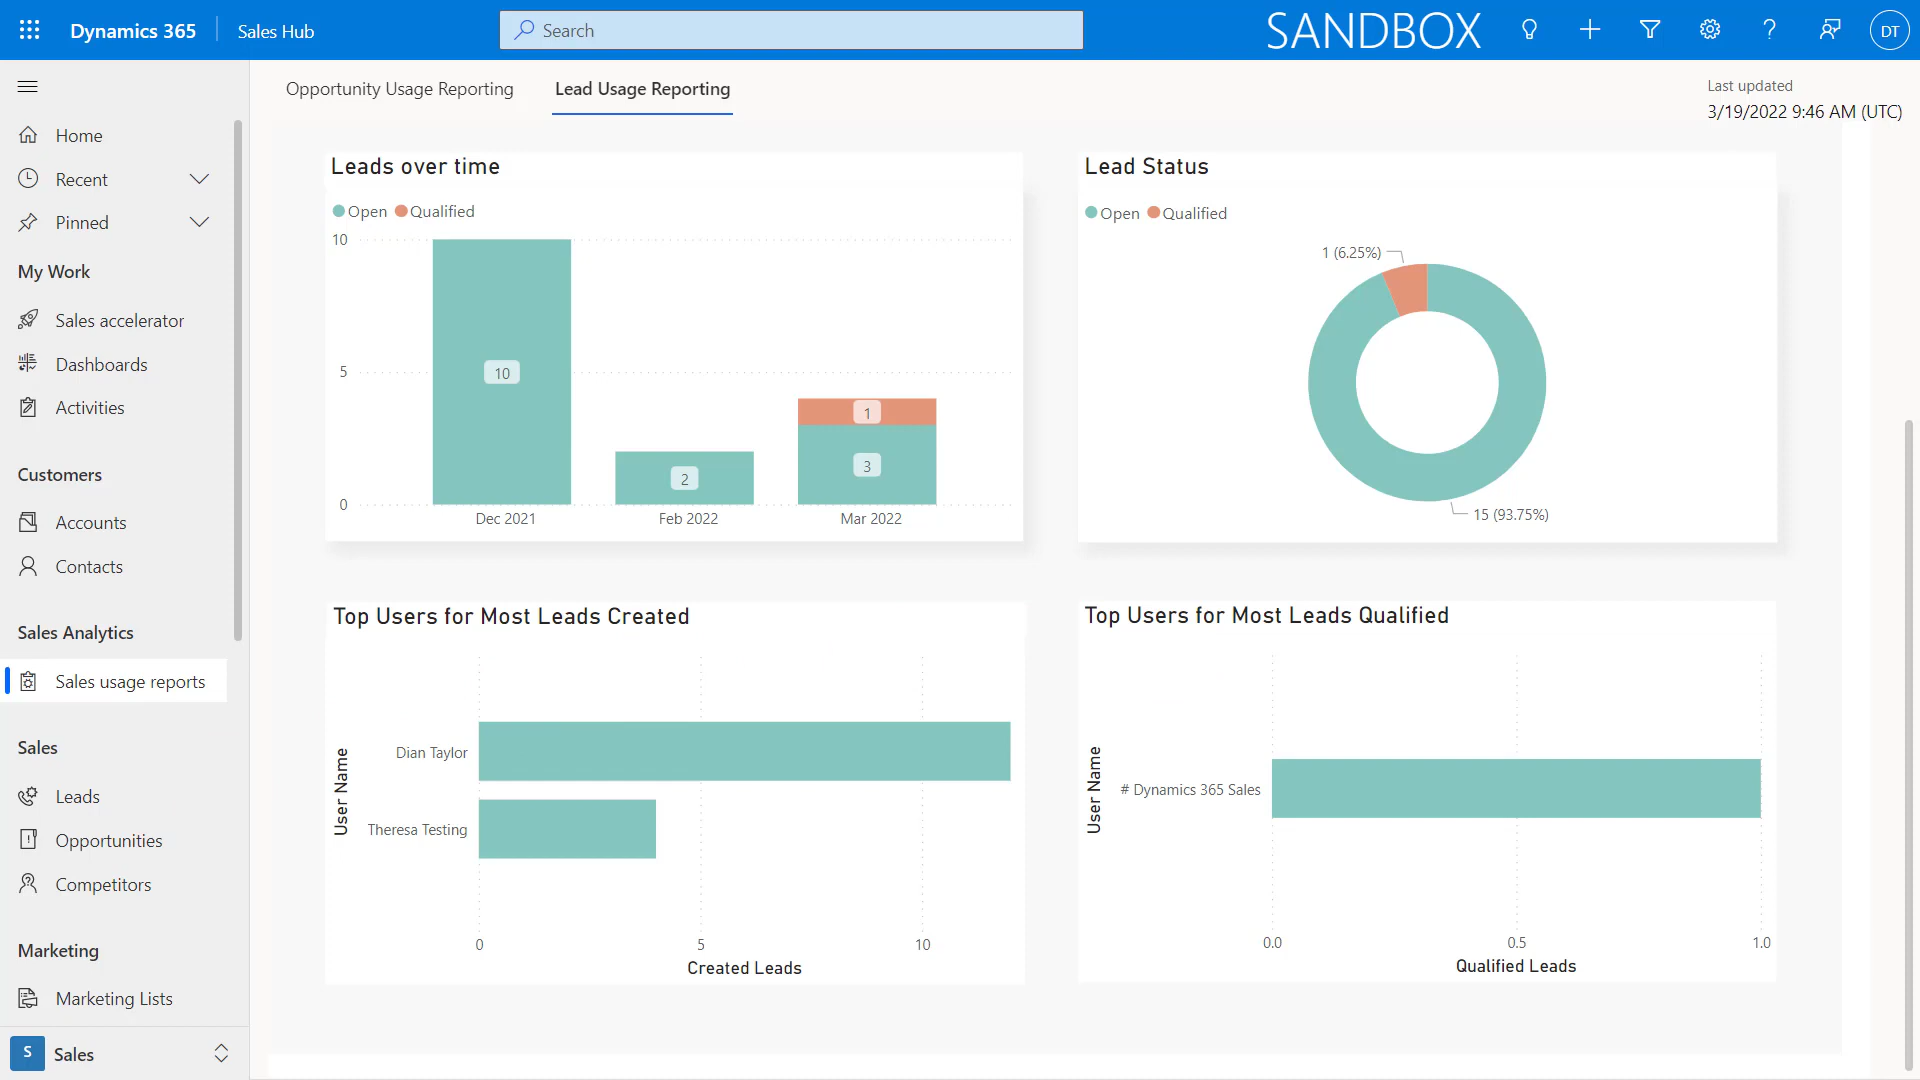 Dynamics 365
Sales Hub
Search
SANDBOX
DT
Home
Recent
Pinned
My Work
Sales accelerator
Dashboards
Activities
Customers
Accounts
Contacts
Sales Analytics
Sales usage reports
Sales
Leads
Opportunities
Competitors
Marketing
Marketing Lists
S Sales
Opportunity Usage Reporting
Lead Usage Reporting
Last updated
3/19/2022 9:46 AM (UTC)
Leads over time
Open Qualified
10
5
0
10
2
1
3
Dec 2021 Feb 2022 Mar 2022
Lead Status
Open Qualified
1 (6.25%)
15 (93.75%)
Top Users for Most Leads Created
User Name
Dian Taylor
Theresa Testing
0 5 10
Created Leads
Top Users for Most Leads Qualified
User Name
# Dynamics 365 Sales
0.0 0.5 1.0
Qualified Leads